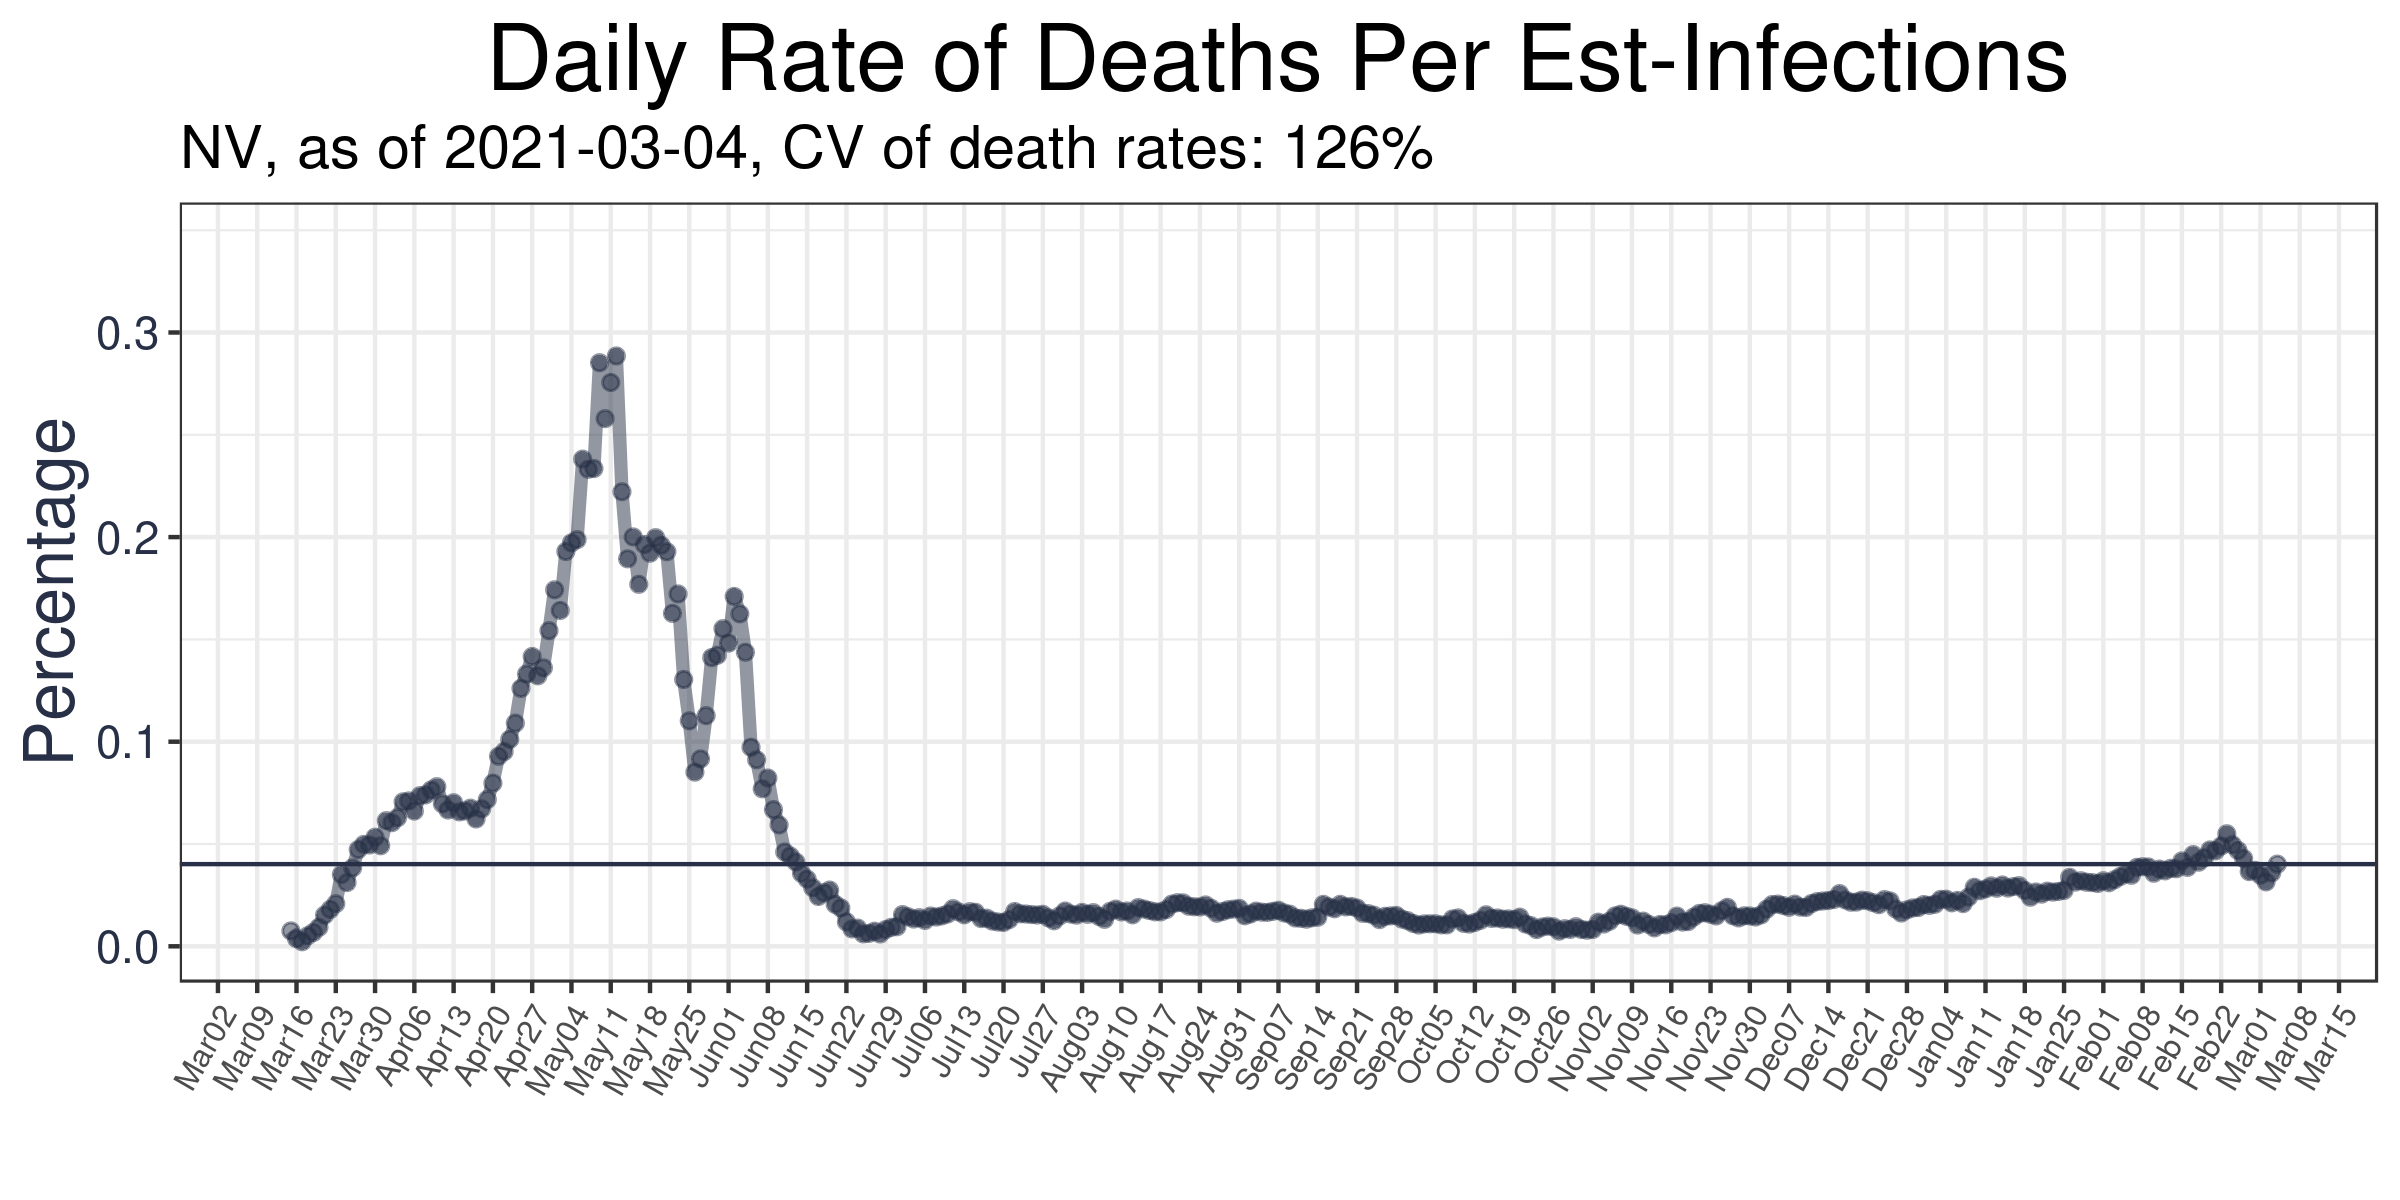 Daily Rate of Deaths Per Est-Infections
NV, as of 2021-03-04, CV of death rates: 126%
Percentage
0.3
0.2
0.1
0.0
Mar02
Mar09
Mar16
Mar23
Mar30
Apr06
Apr13
Apr20
Apr27
May04
May11
May18
May25
Jun01
Jun08
Jun15
Jun22
Jun29
Jul06
Jul13
Jul20
Jul27
Aug03
Aug10
Aug17
Aug24
Aug31
Sep07
Sep14
Sep21
Sep28
Oct05
Oct12
Oct19
Oct26
Nov02
Nov09
Nov16
Nov23
Nov30
Dec07
Dec14
Dec21
Dec28
Jan04
Jan11
Jan18
Jan25
Feb01
Feb08
Feb15
Feb22
Mar01
Mar08
Mar15